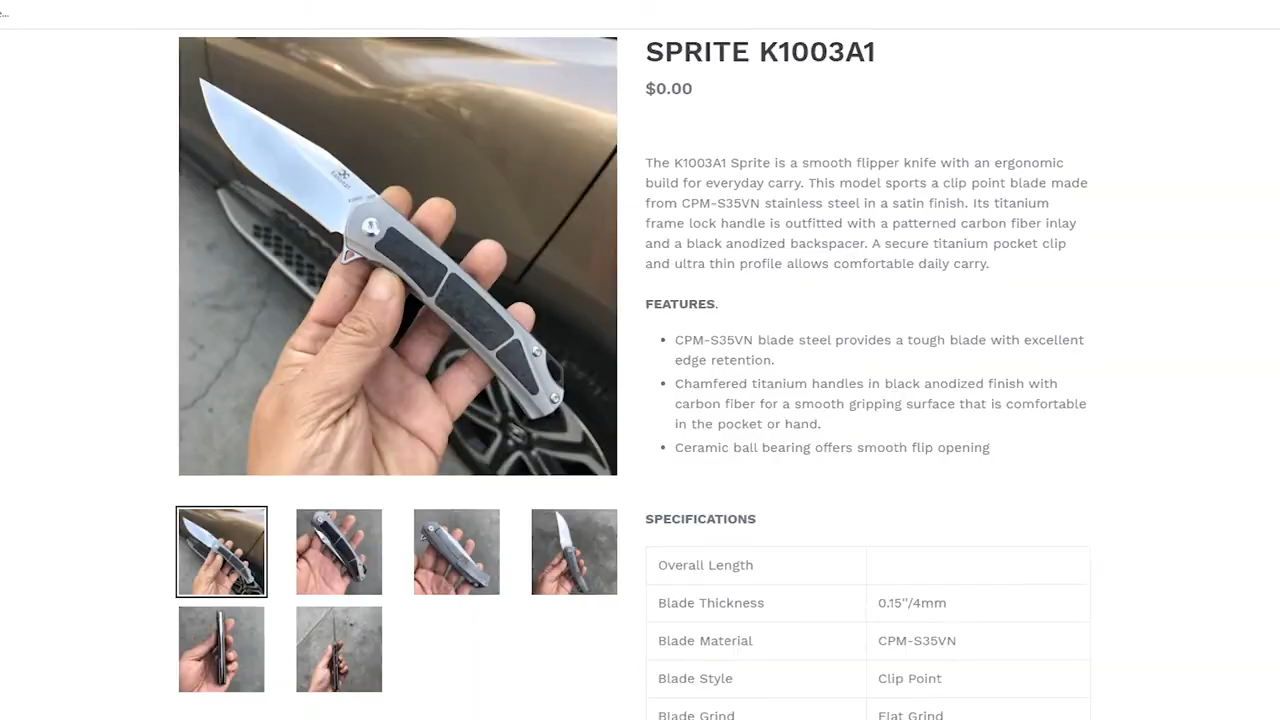 SPRITE K1003A1
$0.00
The K1003A1 Sprite is a smooth flipper knife with an ergonomic
build for everyday carry. This model sports a clip point blade made
from CPM-S35VN stainless steel in a satin finish. Its titanium
frame lock handle is outfitted with a patterned carbon fiber inlay
and a black anodized backspacer. A secure titanium pocket clip
and ultra thin profile allows comfortable daily carry.
FEATURES.
• CPM-S35VN blade steel provides a tough blade with excellent
edge retention.
• Chamfered titanium handles in black anodized finish with
carbon fiber for a smooth gripping surface that is comfortable
in the pocket or hand.
• Ceramic ball bearing offers smooth flip opening
SPECIFICATIONS
Overall Length
Blade Thickness 0.15''/4mm
Blade Material CPM-S35VN
Blade Style Clip Point
Blade Grind Flat Grind